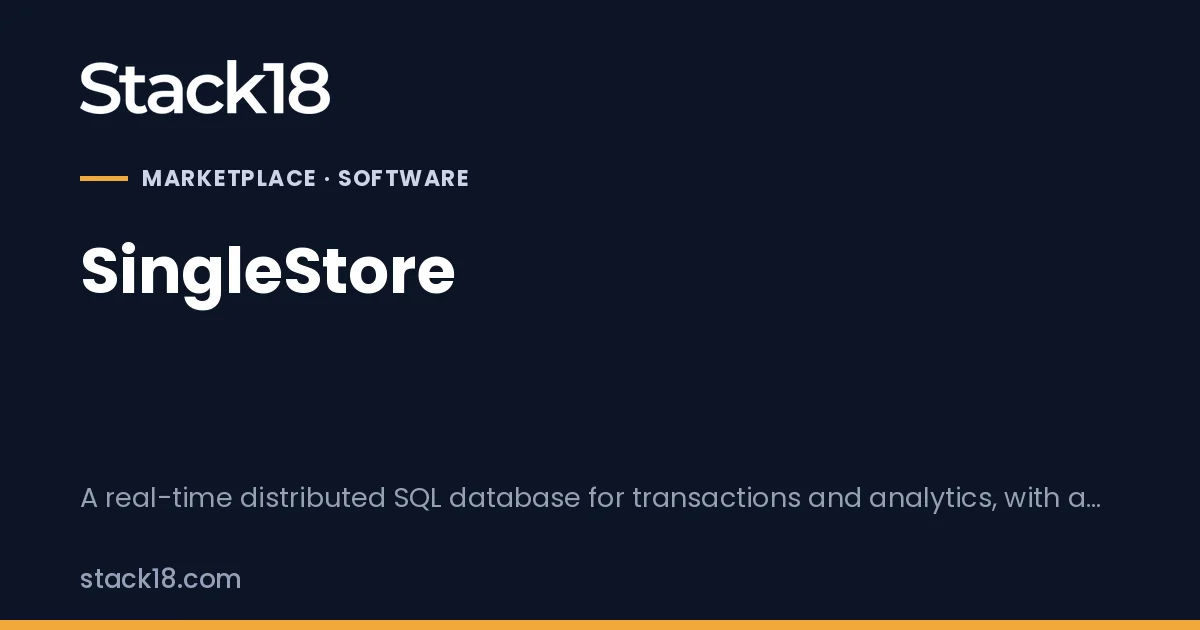 Stack18
MARKETPLACE · SOFTWARE
SingleStore
A real-time distributed SQL database for transactions and analytics, with a...
stack18.com